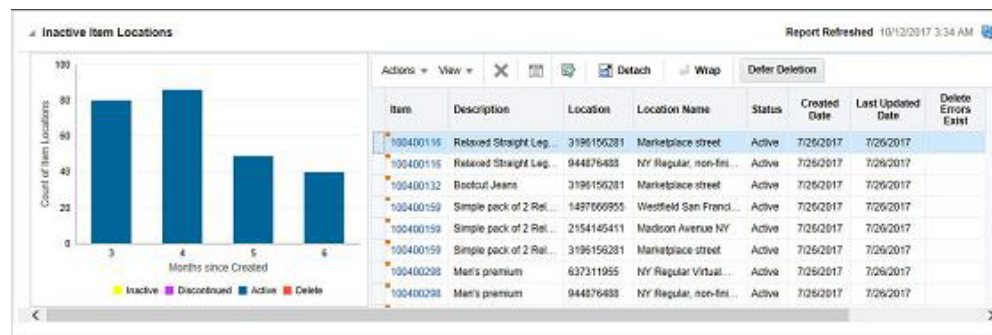 Inactive Item Locations
Report Refreshed 10/12/2017 3:34 AM
Count of Item Locations
100
80
60
40
20
0
3 4 5 6
Months since Created
Inactive Discontinued Active Delete
Actions View Detach Wrap Defer Deletion
Item Description Location Location Name Status Created Date Last Updated Date Delete Errors Exist
100400116 Relaxed Straight Leg... 3196156281 Marketplace street Active 7/26/2017 7/26/2017
100400116 Relaxed Straight Leg... 944876488 NY Regular, non-fini... Active 7/26/2017 7/26/2017
100400132 Bootcut Jeans 3196156281 Marketplace street Active 7/26/2017 7/26/2017
100400159 Simple pack of 2 Rel... 1497666955 Westfield San Franci... Active 7/26/2017 7/26/2017
100400159 Simple pack of 2 Rel... 2154145411 Madison Avenue NY Active 7/26/2017 7/26/2017
100400159 Simple pack of 2 Rel... 3196156281 Marketplace street Active 7/26/2017 7/26/2017
100400298 Men's premium 637311955 NY Regular Virtual... Active 7/26/2017 7/26/2017
100400298 Men's premium 944876488 NY Regular, non-fini... Active 7/26/2017 7/26/2017